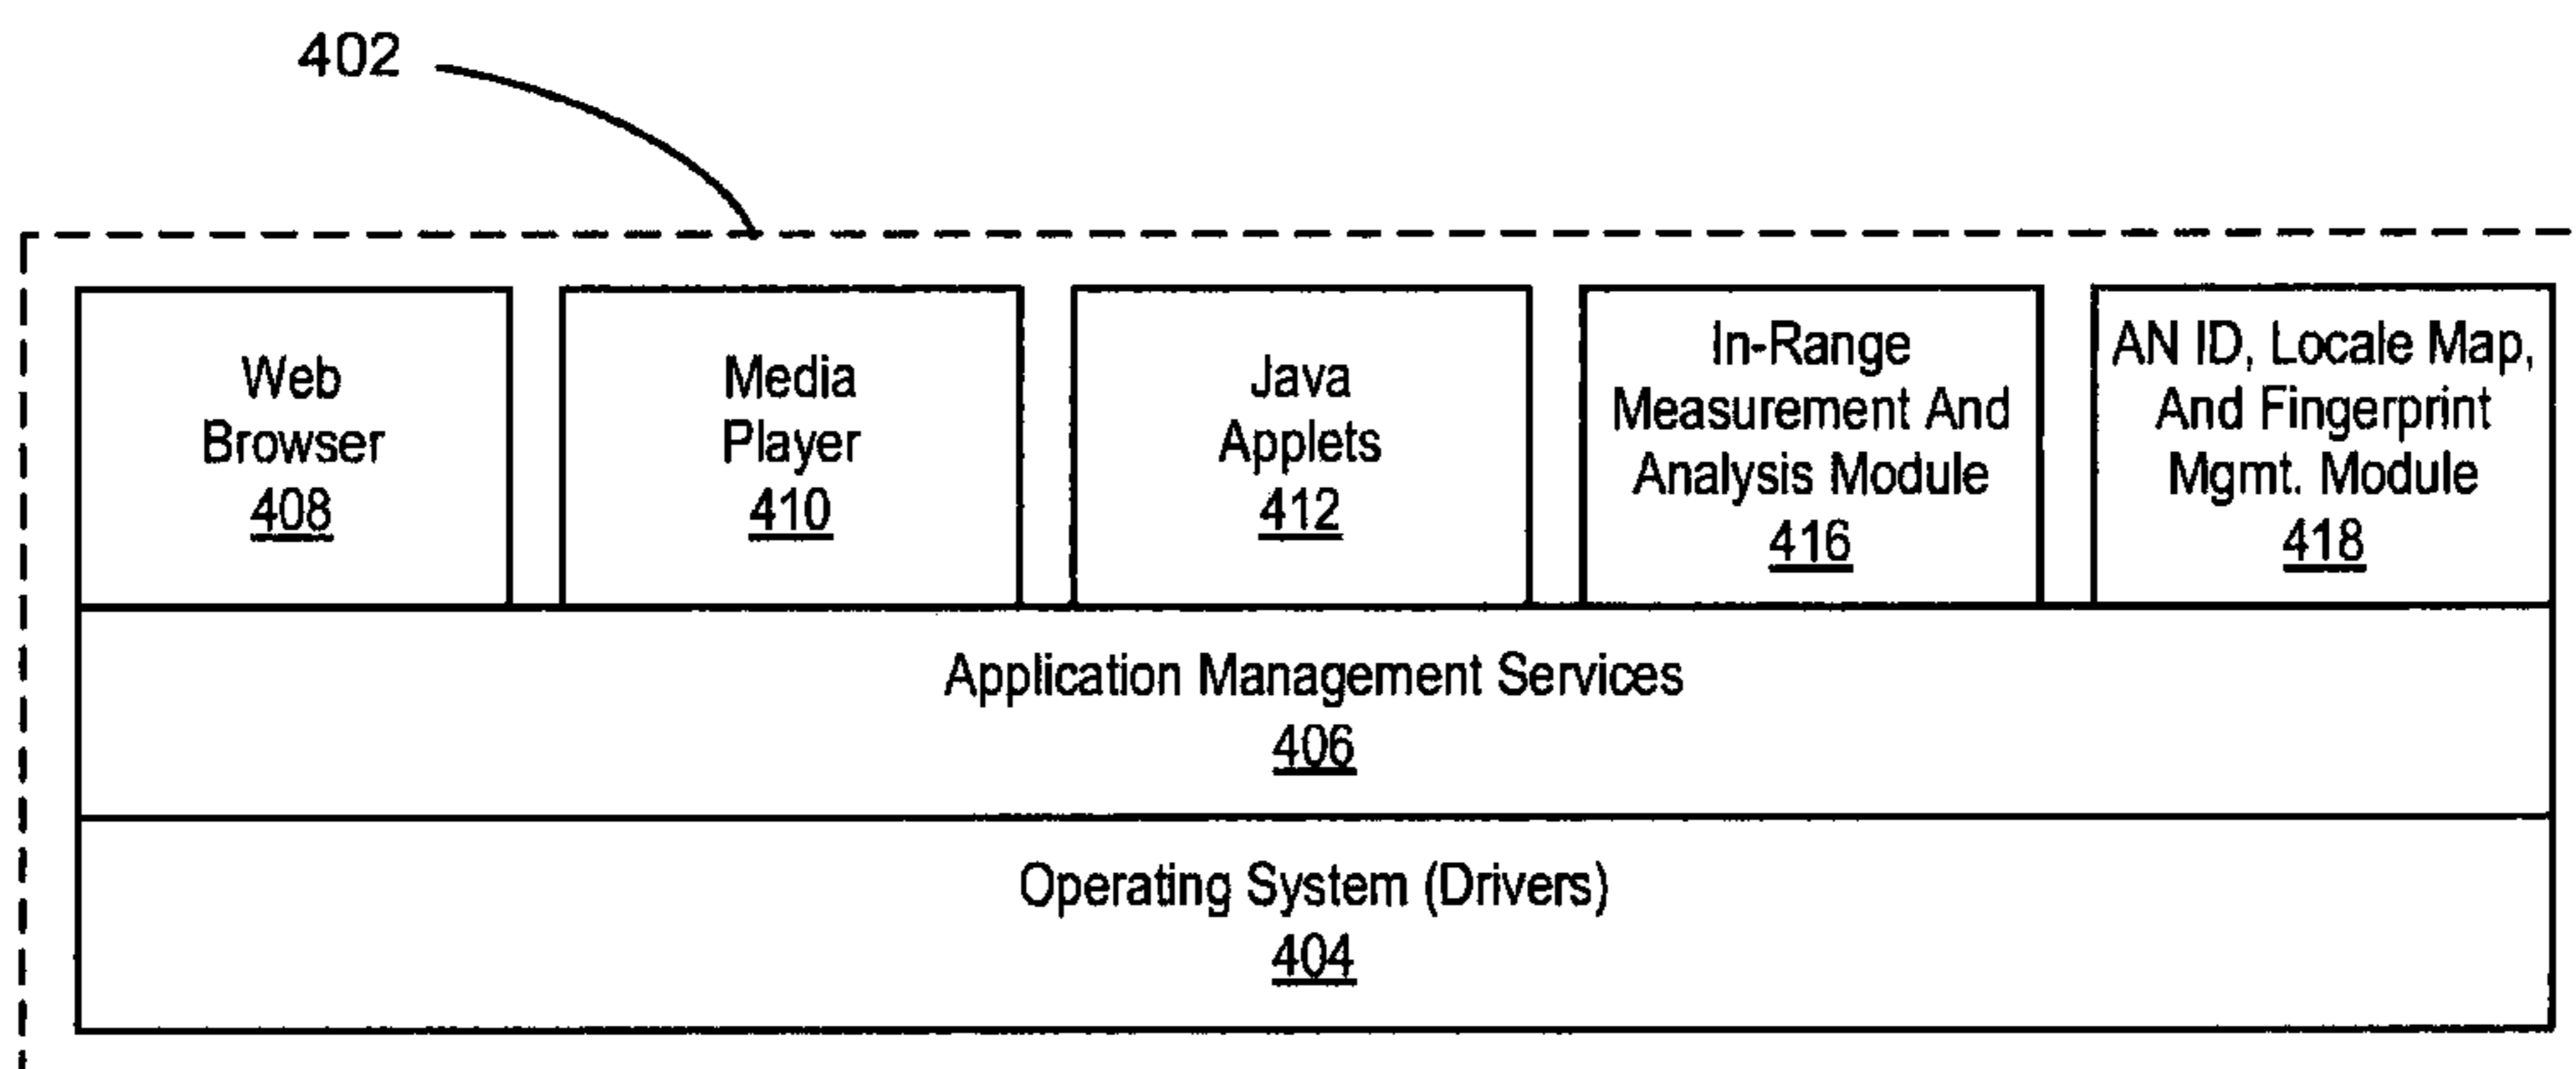 402
Web
Browser
408
Media
Player
410
Java
Applets
412
In-Range
Measurement And
Analysis Module
416
AN ID, Locale Map,
And Fingerprint
Mgmt. Module
418
Application Management Services
406
Operating System (Drivers)
404